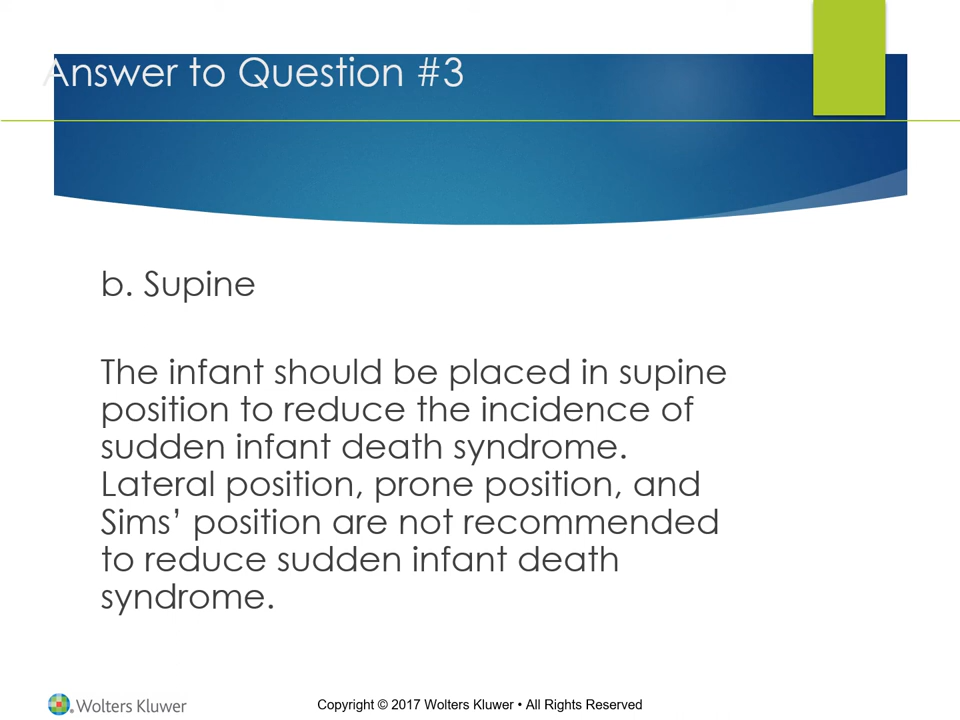 Answer to Question #3
b. Supine
The infant should be placed in supine
position to reduce the incidence of
sudden infant death syndrome.
Lateral position, prone position, and
Sims’ position are not recommended
to reduce sudden infant death
syndrome.
Wolters Kluwer
Copyright © 2017 Wolters Kluwer • All Rights Reserved